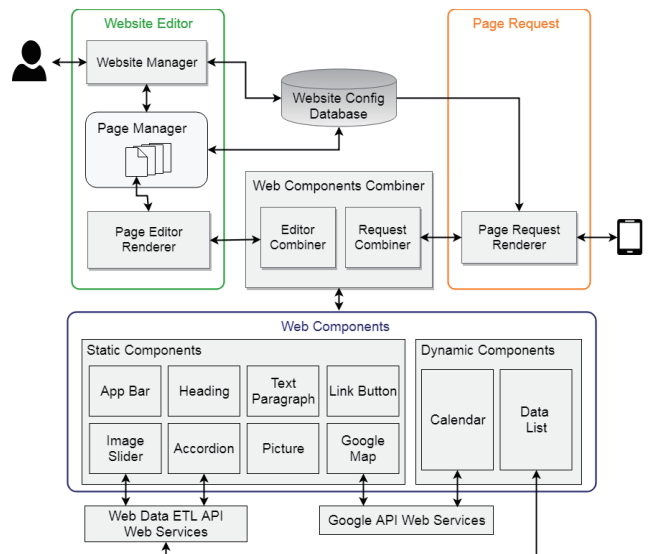 Website Editor
Page Request
Website Manager
Website Config
Database
Page Manager
Web Components Combiner
Page Editor
Renderer
Editor
Combiner
Request
Combiner
Page Request
Renderer
Web Components
Static Components
Dynamic Components
App Bar
Heading
Text
Paragraph
Link Button
Calendar
Data
List
Image
Slider
Accordion
Picture
Google
Map
Web Data ETL API
Web Services
Google API Web Services